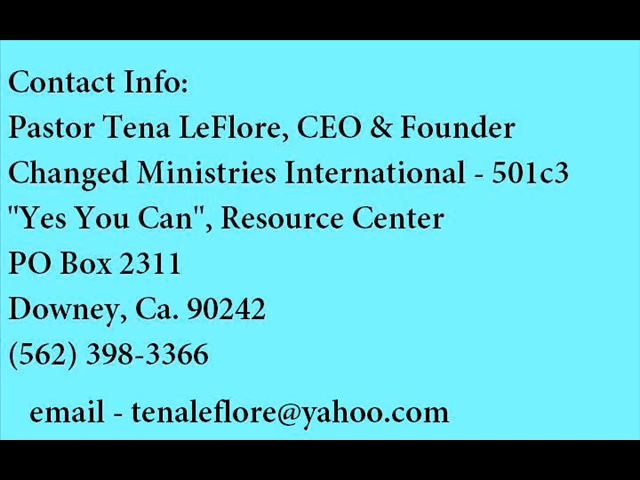 Contact Info:
Pastor Tena LeFlore, CEO & Founder
Changed Ministries International - 501c3
"Yes You Can", Resource Center
PO Box 2311
Downey, Ca. 90242
(562) 398-3366
email - tenaleflore@yahoo.com